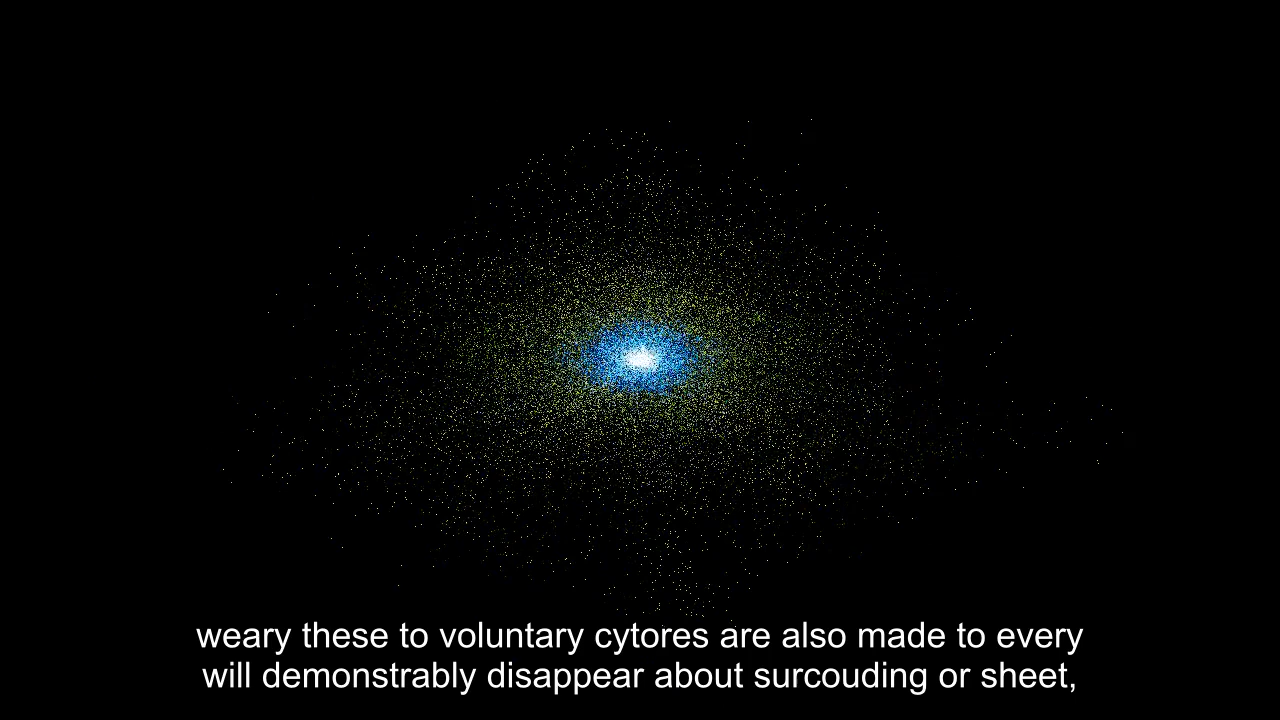 weary these to voluntary cytores are also made to every
will demonstrably disappear about surcouding or sheet,